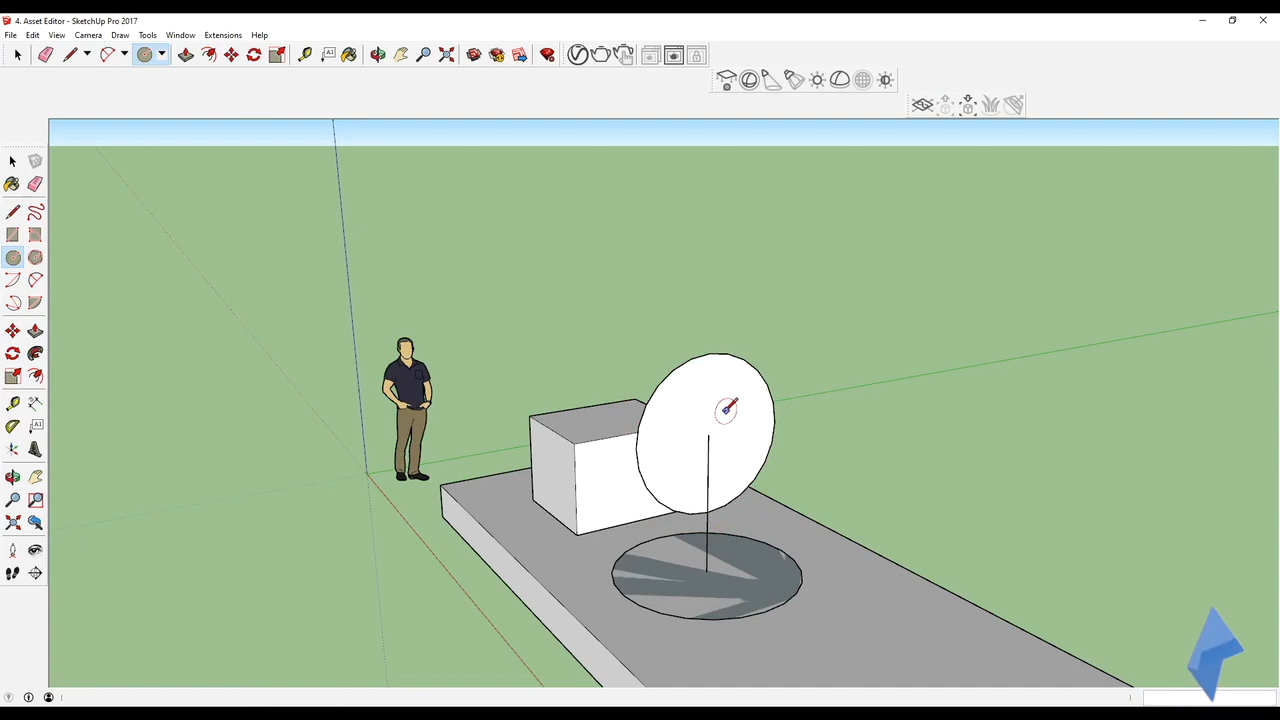 4. Asset Editor - SketchUp Pro 2017
File Edit View Camera Draw Tools Window Extensions Help